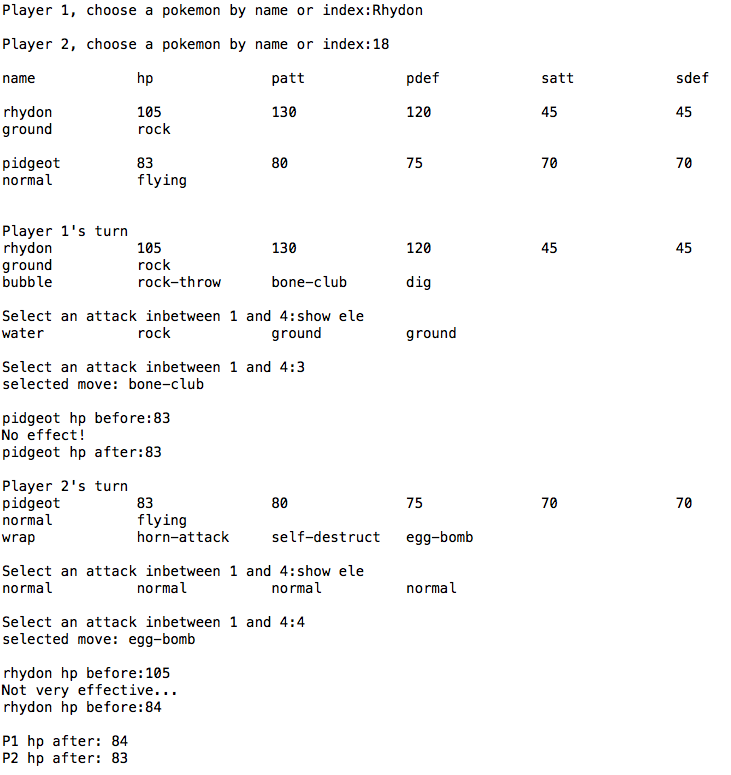 Player 1, choose a pokemon by name or index:Rhydon
Player 2, choose a pokemon by name or index:18
name hp patt pdef satt sdef
rhydon 105 130 120 45 45
ground rock
pidgeot 83 80 75 70 70
normal flying
Player 1's turn
rhydon 105 130 120 45 45
ground rock
bubble rock-throw bone-club dig
Select an attack inbetween 1 and 4:show ele
water rock ground ground
Select an attack inbetween 1 and 4:3
selected move: bone-club
pidgeot hp before:83
No effect!
pidgeot hp after:83
Player 2's turn
pidgeot 83 80 75 70 70
normal flying
wrap horn-attack self-destruct egg-bomb
Select an attack inbetween 1 and 4:show ele
normal normal normal normal
Select an attack inbetween 1 and 4:4
selected move: egg-bomb
rhydon hp before:105
Not very effective...
rhydon hp before:84
P1 hp after: 84
P2 hp after: 83